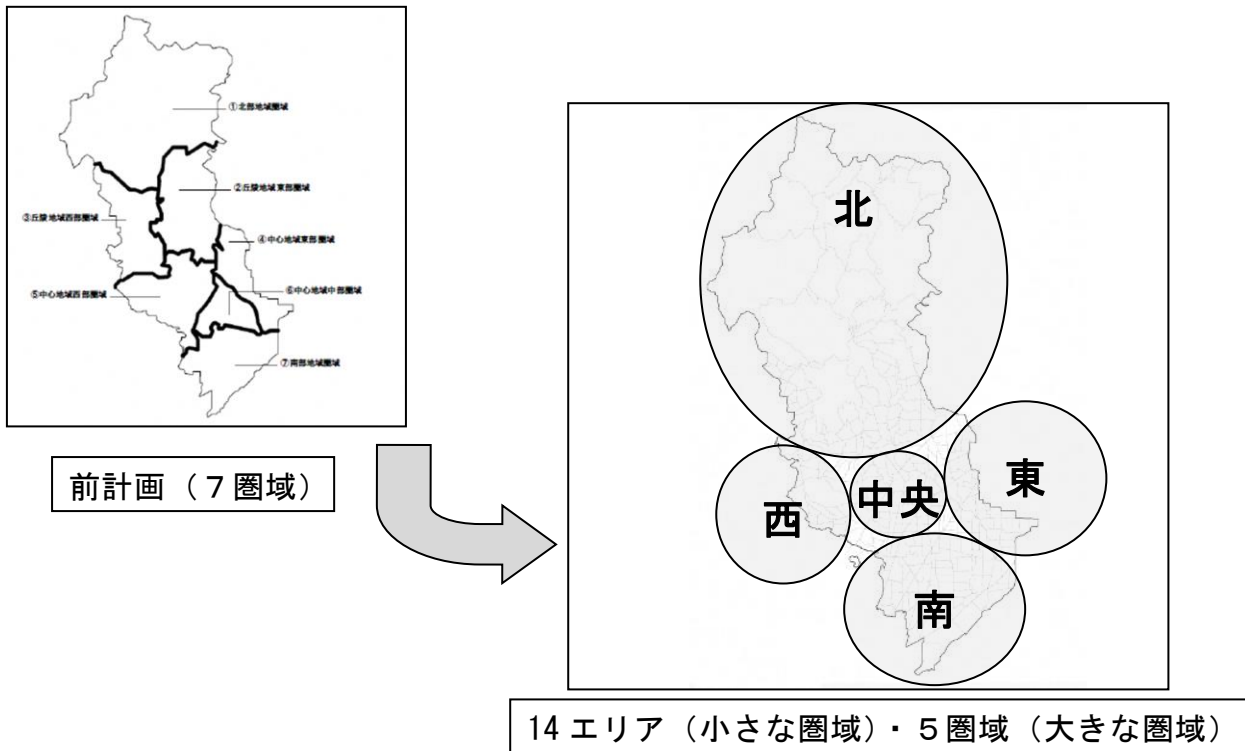 ①北部地域圏域
②丘陵地域東部圏域
③丘陵地域西部圏域
④中心地域東部圏域
⑤中心地域西部圏域
⑥中心地域中部圏域
⑦南部地域圏域
前計画（７圏域）
北
東
中央
西
南
14エリア（小さな圏域）・５圏域（大きな圏域）